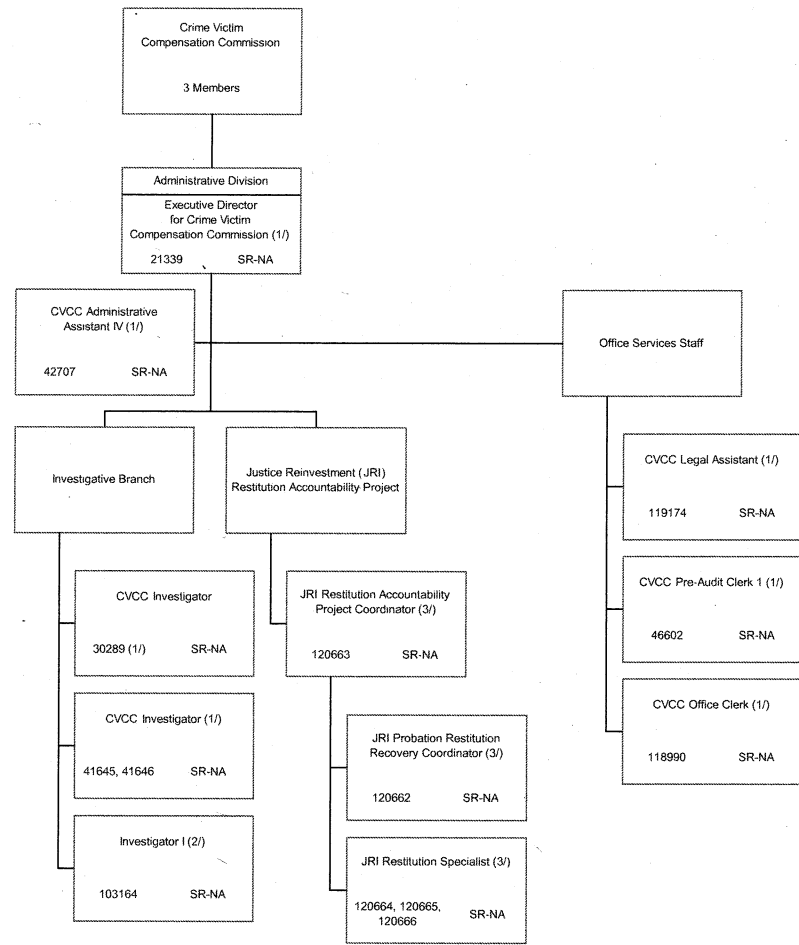 Crime Victim
Compensation Commission
3 Members
Administrative Division
Executive Director
for Crime Victim
Compensation Commission (1/)
21339 SR-NA
CVCC Administrative
Assistant IV (1/)
42707 SR-NA
Office Services Staff
Investigative Branch
Justice Reinvestment (JRI)
Restitution Accountability Project
CVCC Legal Assistant (1/)
119174 SR-NA
CVCC Investigator
30289 (1/) SR-NA
JRI Restitution Accountability
Project Coordinator (3/)
120663 SR-NA
CVCC Pre-Audit Clerk 1 (1/)
46602 SR-NA
CVCC Investigator (1/)
41645, 41646 SR-NA
JRI Probation Restitution
Recovery Coordinator (3/)
120662 SR-NA
CVCC Office Clerk (1/)
118990 SR-NA
Investigator I (2/)
103164 SR-NA
JRI Restitution Specialist (3/)
120664, 120665,
120666 SR-NA